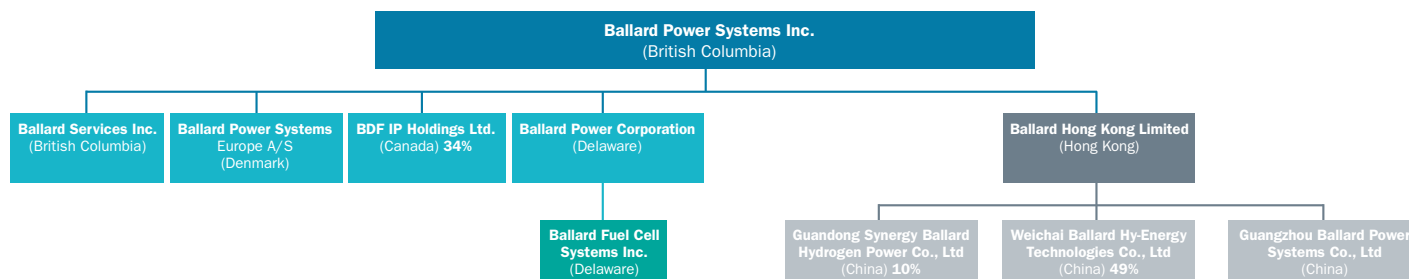 Ballard Power Systems Inc.
(British Columbia)
Ballard Services Inc.
(British Columbia)
Ballard Power Systems
Europe A/S
(Denmark)
BDF IP Holdings Ltd.
(Canada) 34%
Ballard Power Corporation
(Delaware)
Ballard Hong Kong Limited
(Hong Kong)
Ballard Fuel Cell
Systems Inc.
(Delaware)
Guandong Synergy Ballard
Hydrogen Power Co., Ltd
(China) 10%
Weichai Ballard Hy-Energy
Technologies Co., Ltd
(China) 49%
Guangzhou Ballard Power
Systems Co., Ltd
(China)